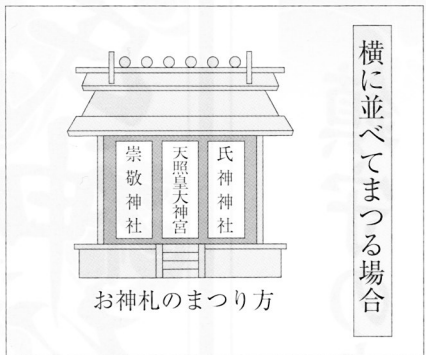 横に並べてまつる場合
氏神神社
天照皇大神宮
崇敬神社
お神札のまつり方